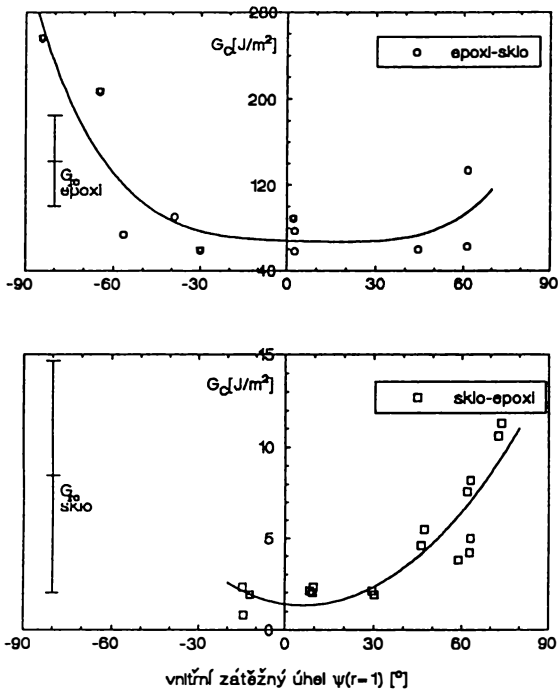 280
G_c[J/m²]
epoxi-sklo
200
G_Ic
epoxi
120
40
-90 -60 -30 0 30 60 90
15
G_c[J/m²]
sklo-epoxi
10
G_Ic
sklo
5
0
-90 -60 -30 0 30 60 90
vnitřní zátěžný úhel ψ(r=1) [°]